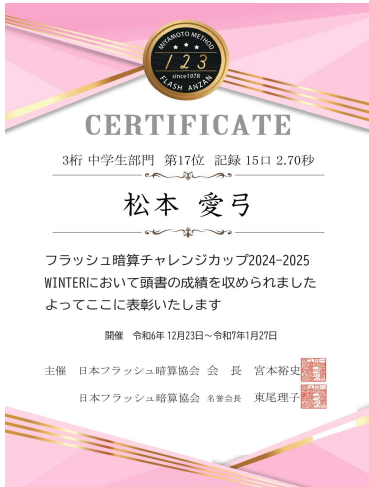 MIYAMOTO METHOD
123
since1978
FLASH ANZAN
CERTIFICATE
3桁 中学生部門 第17位 記録 15口 2.70秒
松本 愛弓
フラッシュ暗算チャレンジカップ2024-2025
WINTERにおいて頭書の成績を収められました
よってここに表彰いたします
開催 令和6年 12月23日～令和7年1月27日
主催 日本フラッシュ暗算協会 会 長 宮本裕史
日本フラッシュ暗算協会 名誉会長 東尾理子